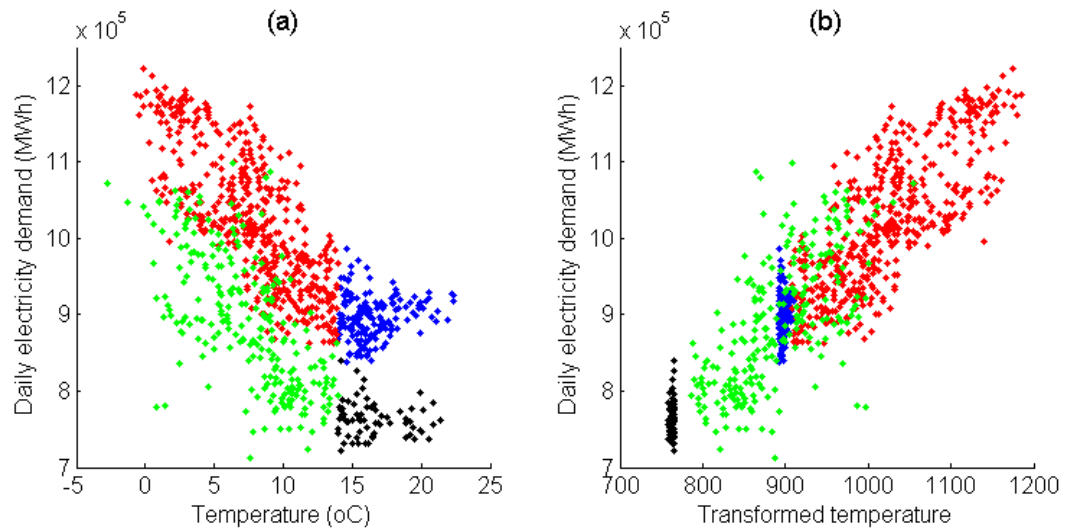 (a)
x 10^5
Daily electricity demand (MWh)
12
11
10
9
8
7
-5 0 5 10 15 20 25
Temperature (oC)
(b)
x 10^5
Daily electricity demand (MWh)
12
11
10
9
8
7
700 800 900 1000 1100 1200
Transformed temperature